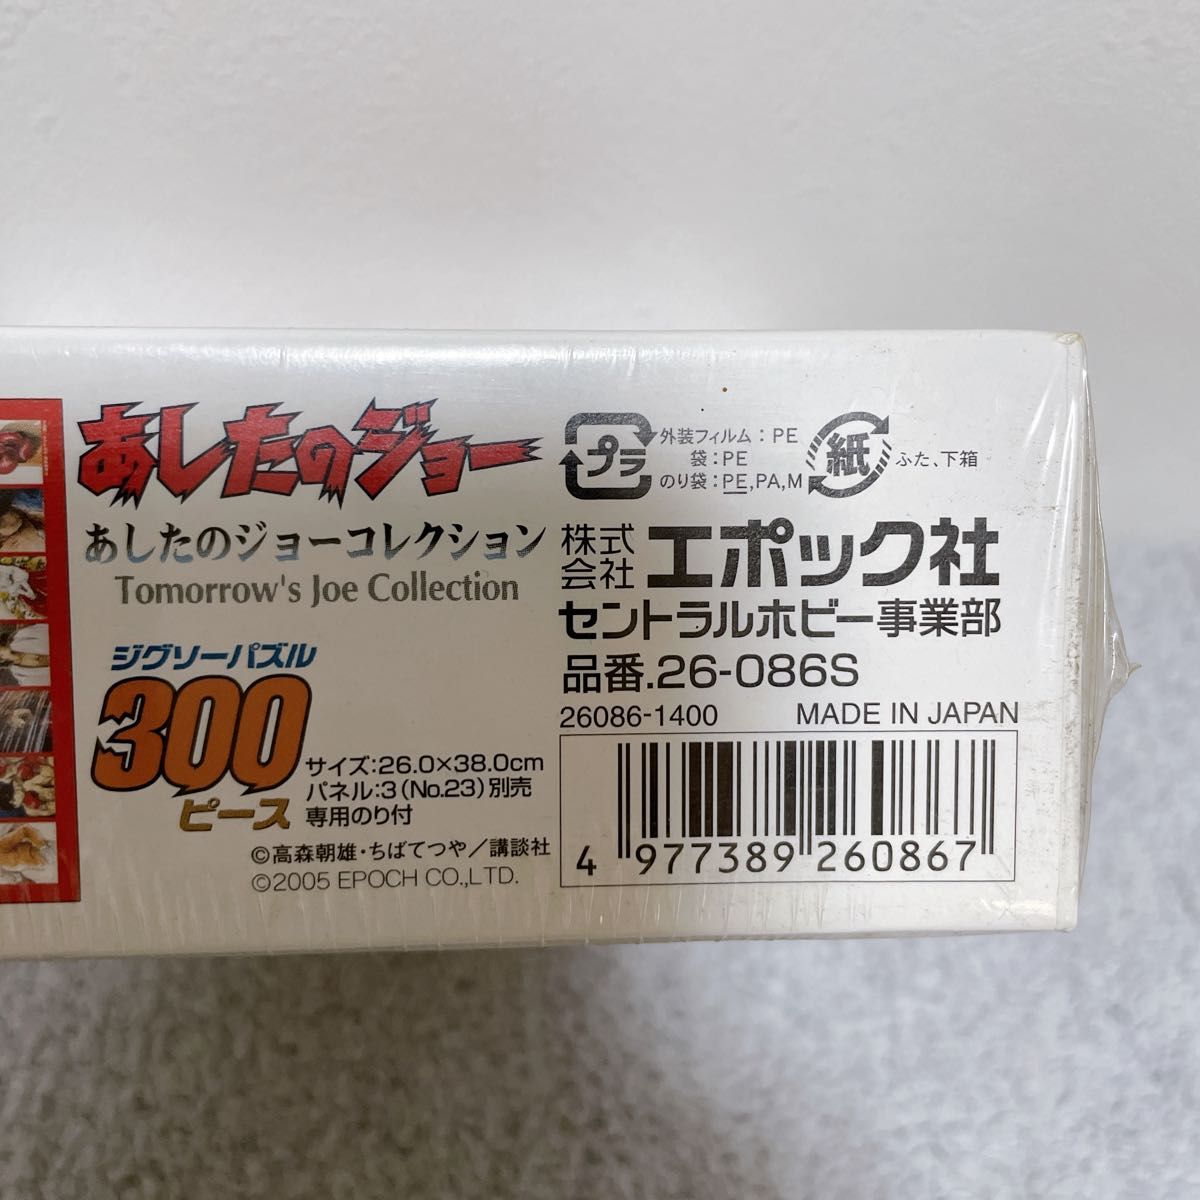 あしたのジョー
あしたのジョーコレクション
Tomorrow's Joe Collection
ジグソーパズル
300
ピース
サイズ:26.0×38.0cm
パネル:3(No.23)別売
専用のり付
©高森朝雄・ちばてつや/講談社
©2005 EPOCH CO.,LTD.
プラ
外装フィルム:PE
袋:PE
のり袋:PE,PA,M
紙
ふた、下箱
株式会社 エポック社
セントラルホビー事業部
品番.26-086S
26086-1400 MADE IN JAPAN
4 977389 260867